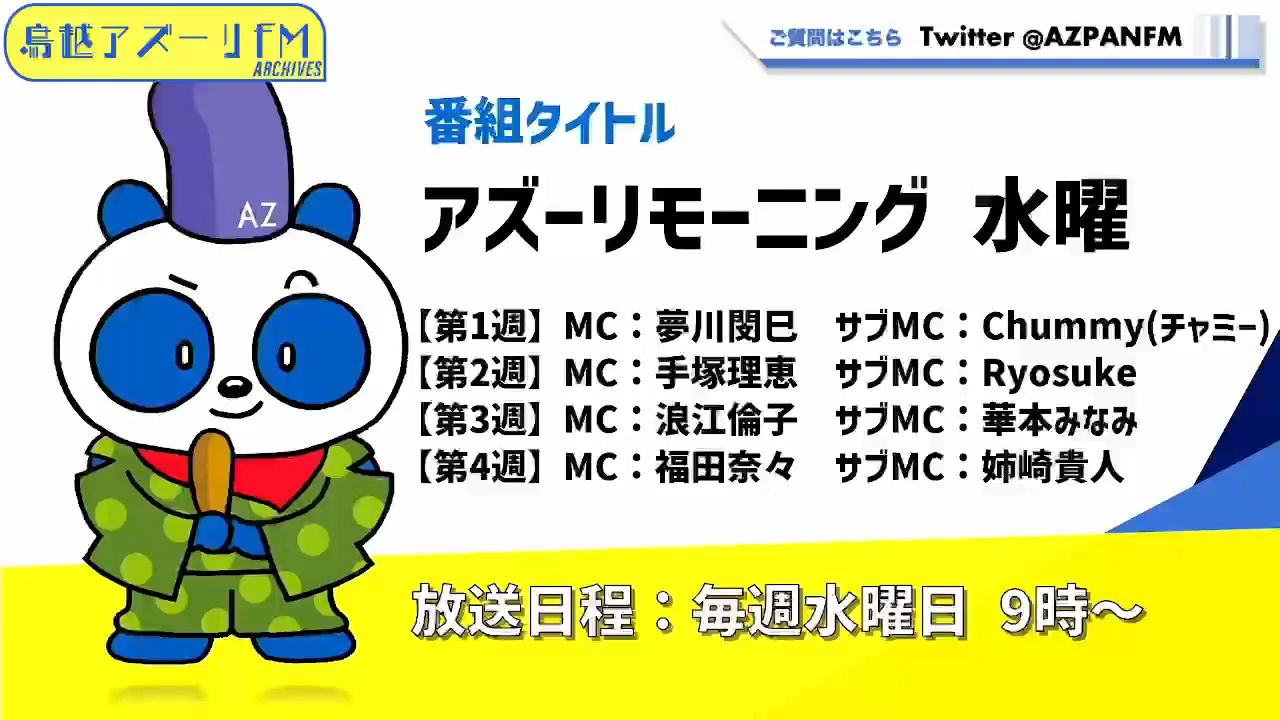 鳥越アズーリFM
ARCHIVES
ご質問はこちら Twitter @AZPANFM
番組タイトル
アズーリモーニング 水曜
AZ
【第1週】MC：夢川閔巳 サブMC：Chummy(チャミー)
【第2週】MC：手塚理恵 サブMC：Ryosuke
【第3週】MC：浪江倫子 サブMC：華本みなみ
【第4週】MC：福田奈々 サブMC：姉崎貴人
放送日程：毎週水曜日 9時〜